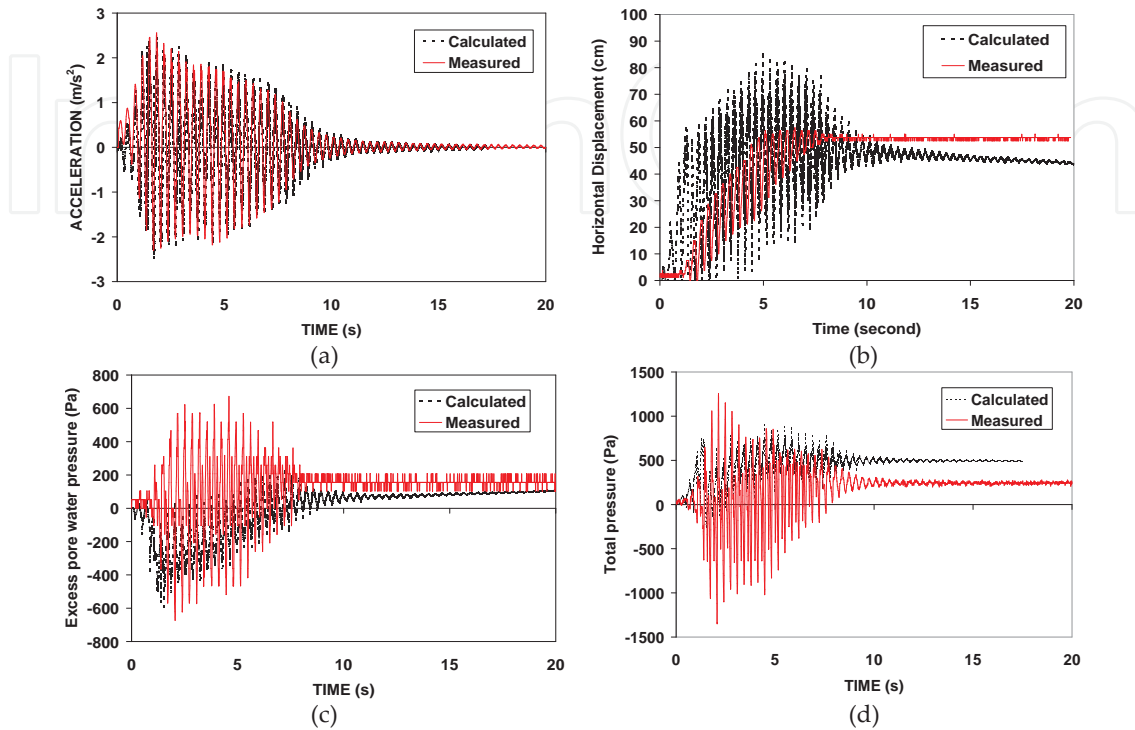 3
2
1
0
-1
-2
-3
ACCELERATION (m/s²)
Calculated
Measured
0 5 10 15 20
TIME (s)
(a)
100
90
80
70
60
50
40
30
20
10
0
Horizontal Displacement (cm)
Calculated
Measured
0 5 10 15 20
Time (second)
(b)
800
600
400
200
0
-200
-400
-600
-800
Excess pore water pressure (Pa)
Calculated
Measured
0 5 10 15 20
TIME (s)
(c)
1500
1000
500
0
-500
-1000
-1500
Total pressure (Pa)
Calculated
Measured
0 5 10 15 20
TIME (s)
(d)